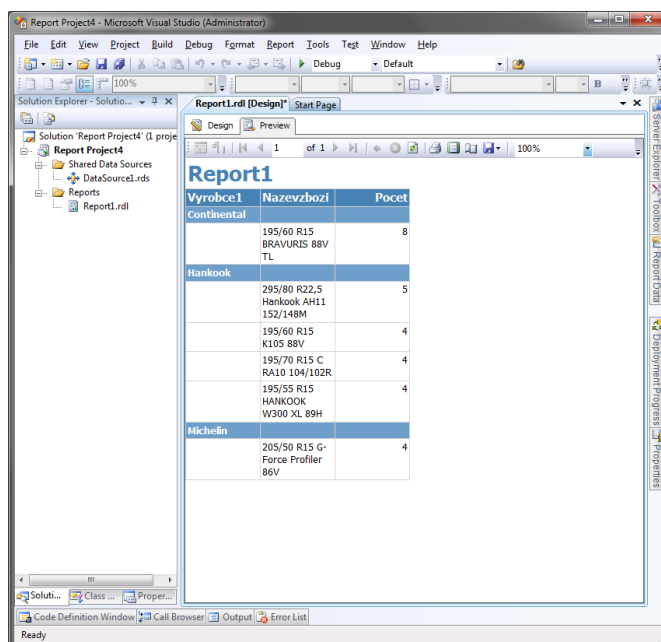 Report Project4 - Microsoft Visual Studio (Administrator)
File Edit View Project Build Debug Format Report Tools Test Window Help
Debug Default
100% B
Solution Explorer - Solutio...
Report1.rdl [Design]* Start Page
Design Preview
1 of 1 100%
Solution 'Report Project4' (1 proje
Report Project4
Shared Data Sources
DataSource1.rds
Reports
Report1.rdl
Report1
Vyrobce1 Nazevzbozi Pocet
Continental
195/60 R15 8
BRAVURIS 88V
TL
Hankook
295/80 R22,5 5
Hankook AH11
152/148M
195/60 R15 4
K105 88V
195/70 R15 C 4
RA10 104/102R
195/55 R15 4
HANKOOK
W300 XL 89H
Michelin
205/50 R15 G- 4
Force Profiler
86V
Server Explorer
Toolbox
Report Data
Deployment Progress
Properties
Soluti... Class ... Proper...
Code Definition Window Call Browser Output Error List
Ready